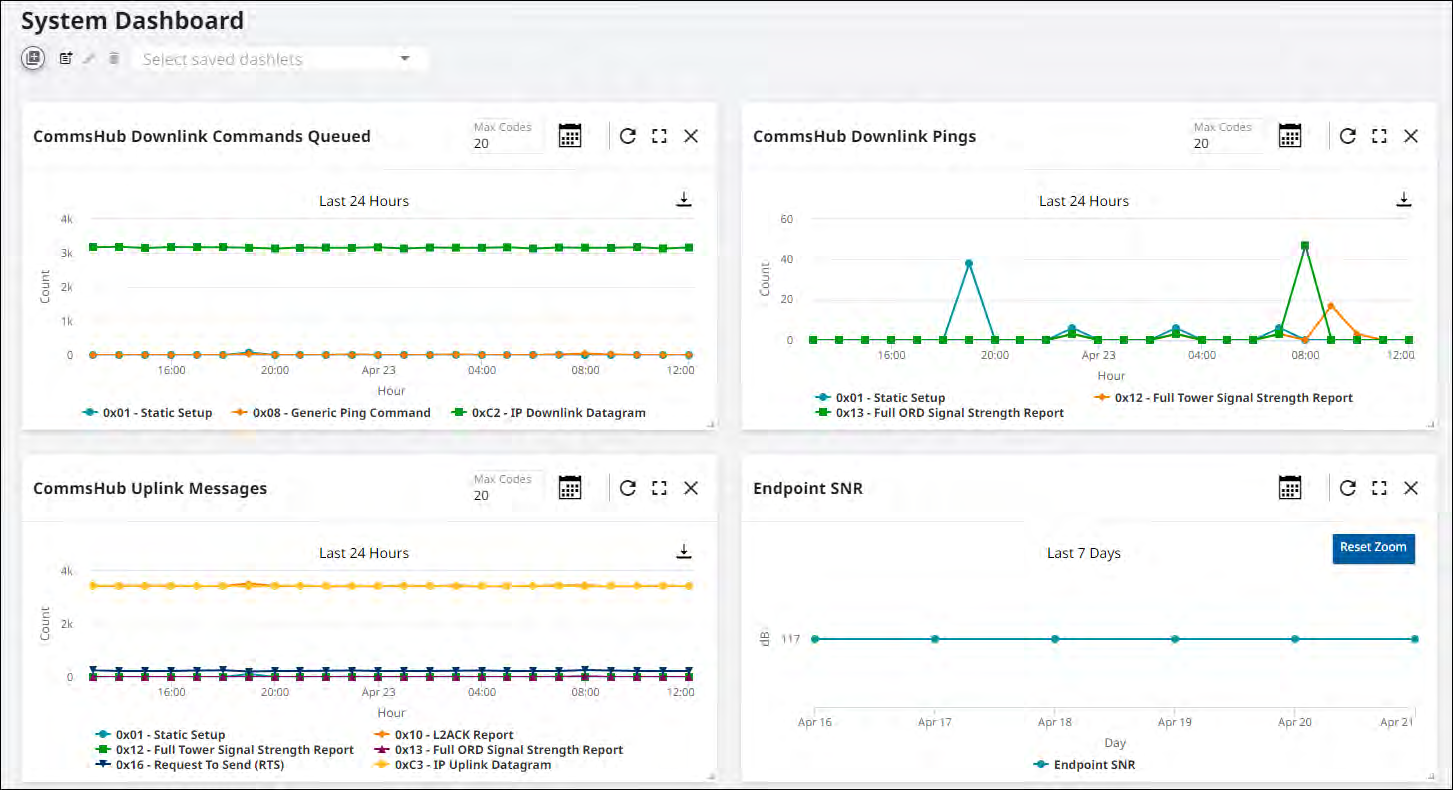 System Dashboard
Select saved dashlets
CommsHub Downlink Commands Queued
Max Codes
20
Last 24 Hours
4k
3k
2k
1k
0
Count
16:00 20:00 Apr 23 04:00 08:00 12:00
Hour
0x01 - Static Setup 0x08 - Generic Ping Command 0xC2 - IP Downlink Datagram
CommsHub Downlink Pings
Max Codes
20
Last 24 Hours
60
40
20
0
Count
16:00 20:00 Apr 23 04:00 08:00 12:00
Hour
0x01 - Static Setup 0x12 - Full Tower Signal Strength Report
0x13 - Full ORD Signal Strength Report
CommsHub Uplink Messages
Max Codes
20
Last 24 Hours
4k
2k
0
Count
16:00 20:00 Apr 23 04:00 08:00 12:00
Hour
0x01 - Static Setup 0x10 - L2ACK Report
0x12 - Full Tower Signal Strength Report 0x13 - Full ORD Signal Strength Report
0x16 - Request To Send (RTS) 0xC3 - IP Uplink Datagram
Endpoint SNR
Last 7 Days
Reset Zoom
dB
117
Apr 16 Apr 17 Apr 18 Apr 19 Apr 20 Apr 21
Day
Endpoint SNR